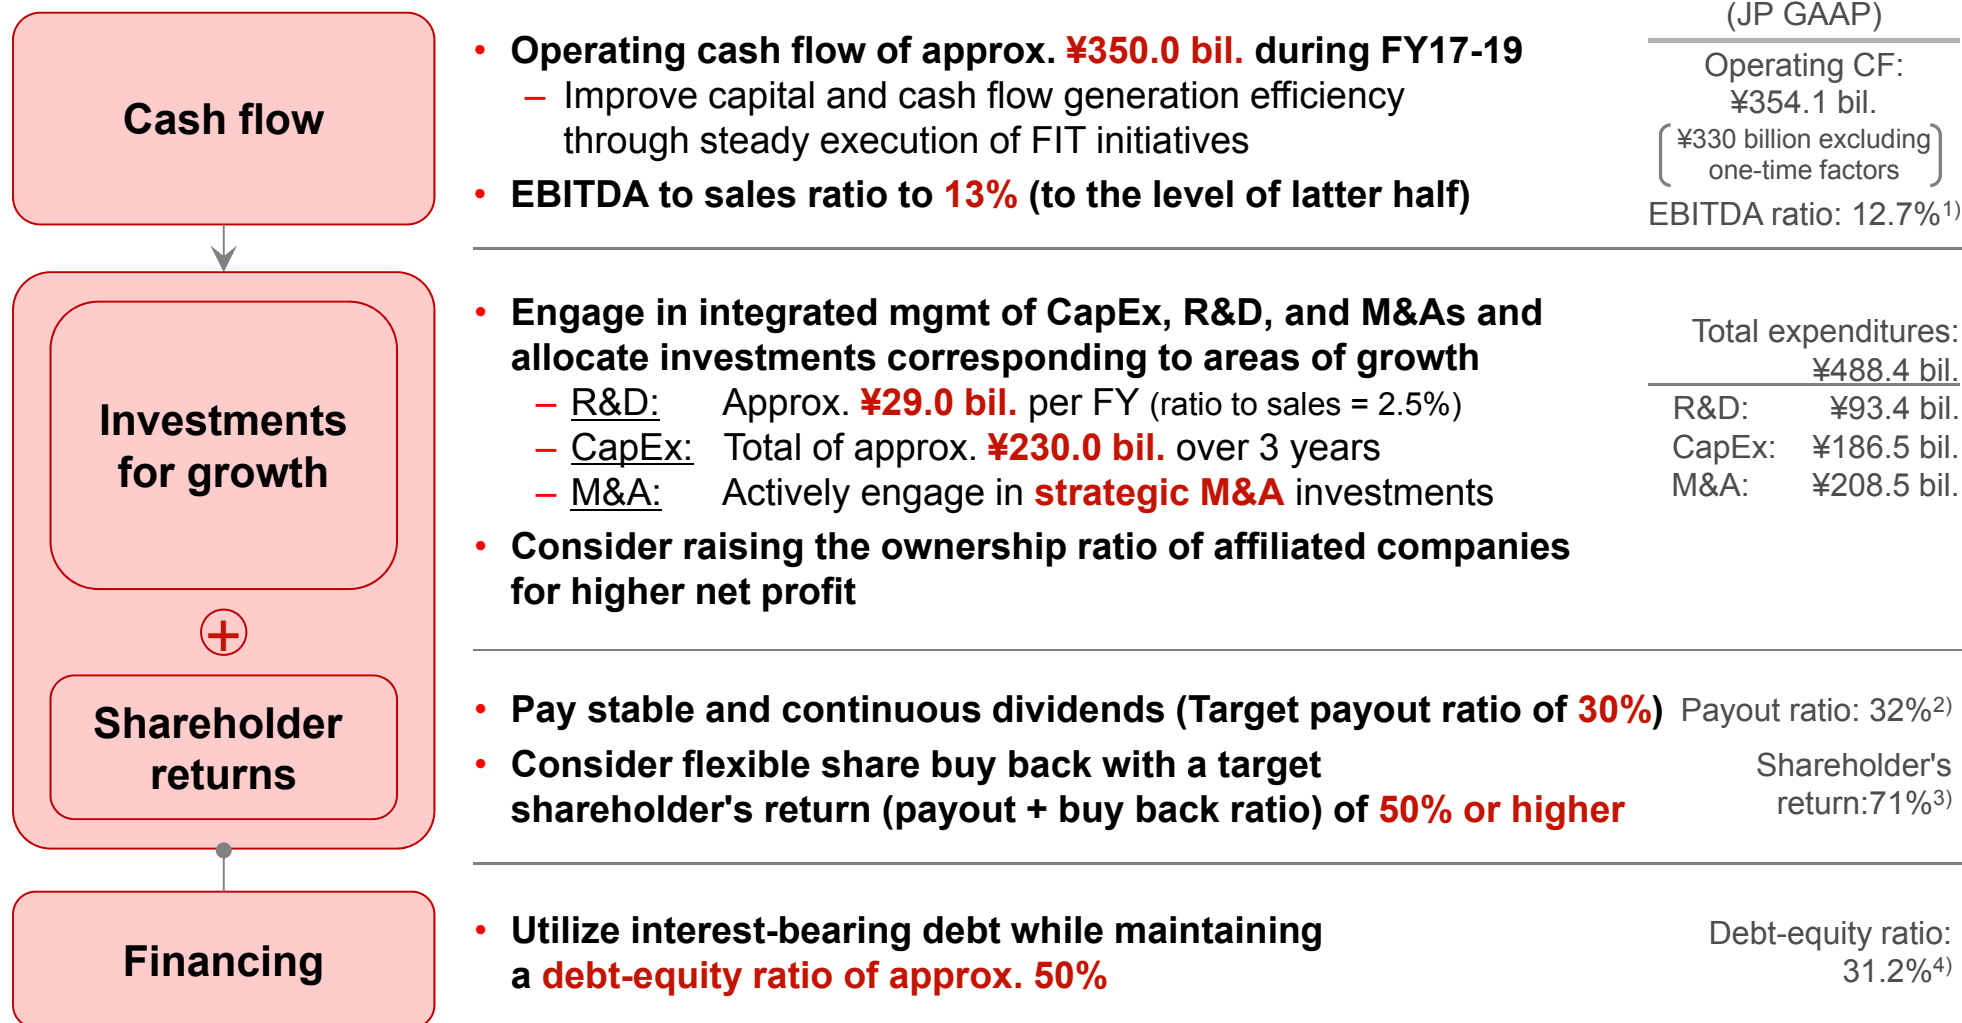 (JP GAAP)
Cash flow
• Operating cash flow of approx. ¥350.0 bil. during FY17-19
– Improve capital and cash flow generation efficiency
through steady execution of FIT initiatives
• EBITDA to sales ratio to 13% (to the level of latter half)
Operating CF:
¥354.1 bil.
¥330 billion excluding
one-time factors
EBITDA ratio: 12.7%1)
Investments
for growth
• Engage in integrated mgmt of CapEx, R&D, and M&As and
allocate investments corresponding to areas of growth
– R&D: Approx. ¥29.0 bil. per FY (ratio to sales = 2.5%)
– CapEx: Total of approx. ¥230.0 bil. over 3 years
– M&A: Actively engage in strategic M&A investments
• Consider raising the ownership ratio of affiliated companies
for higher net profit
Total expenditures:
¥488.4 bil.
R&D: ¥93.4 bil.
CapEx: ¥186.5 bil.
M&A: ¥208.5 bil.
+
Shareholder
returns
• Pay stable and continuous dividends (Target payout ratio of 30%)
• Consider flexible share buy back with a target
shareholder's return (payout + buy back ratio) of 50% or higher
Payout ratio: 32%2)
Shareholder's
return:71%3)
Financing
• Utilize interest-bearing debt while maintaining
a debt-equity ratio of approx. 50%
Debt-equity ratio:
31.2%4)